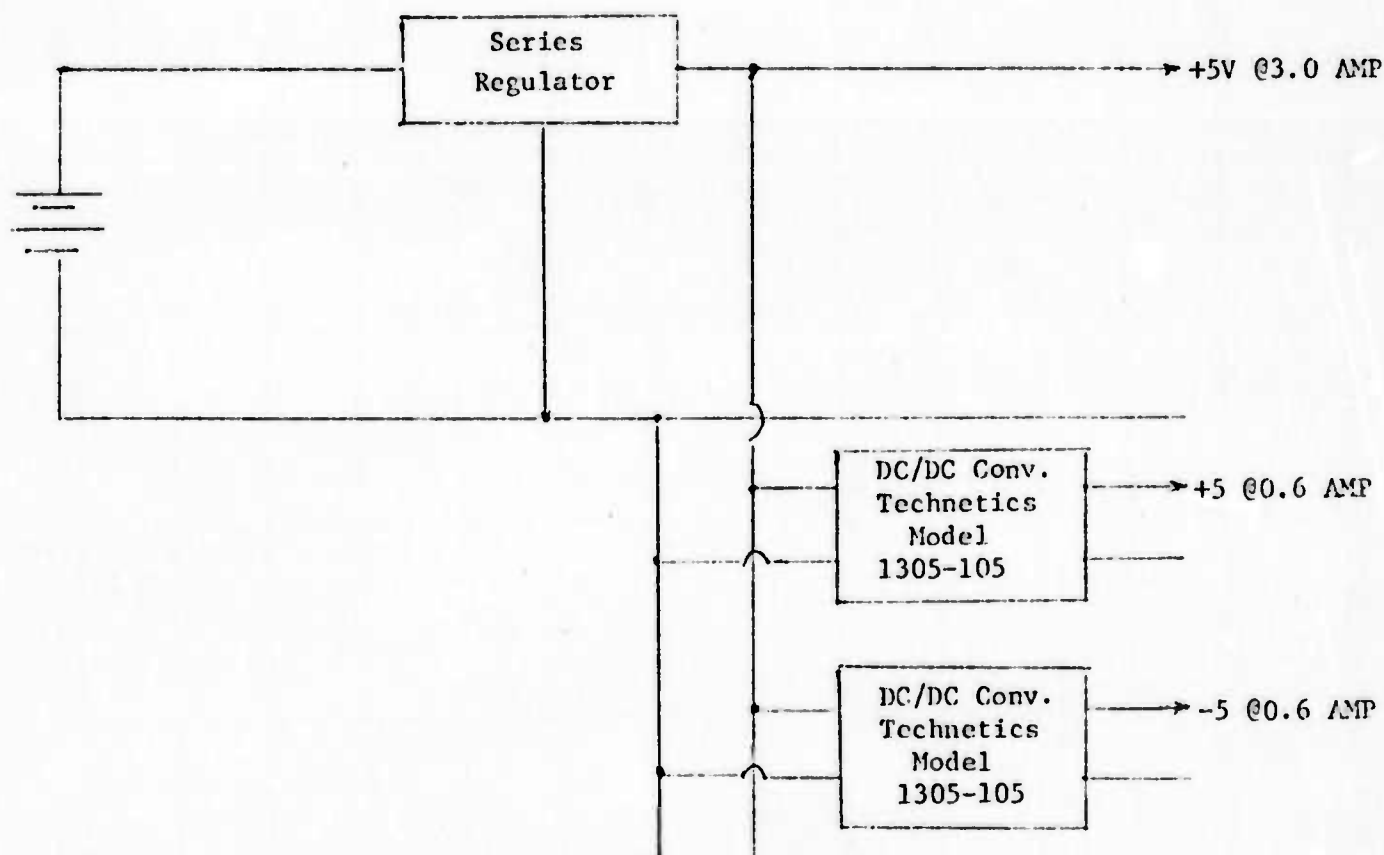 Series
Regulator
+5V @3.0 AMP
DC/DC Conv.
Technetics
Model
1305-105
+5 @0.6 AMP
DC/DC Conv.
Technetics
Model
1305-105
-5 @0.6 AMP